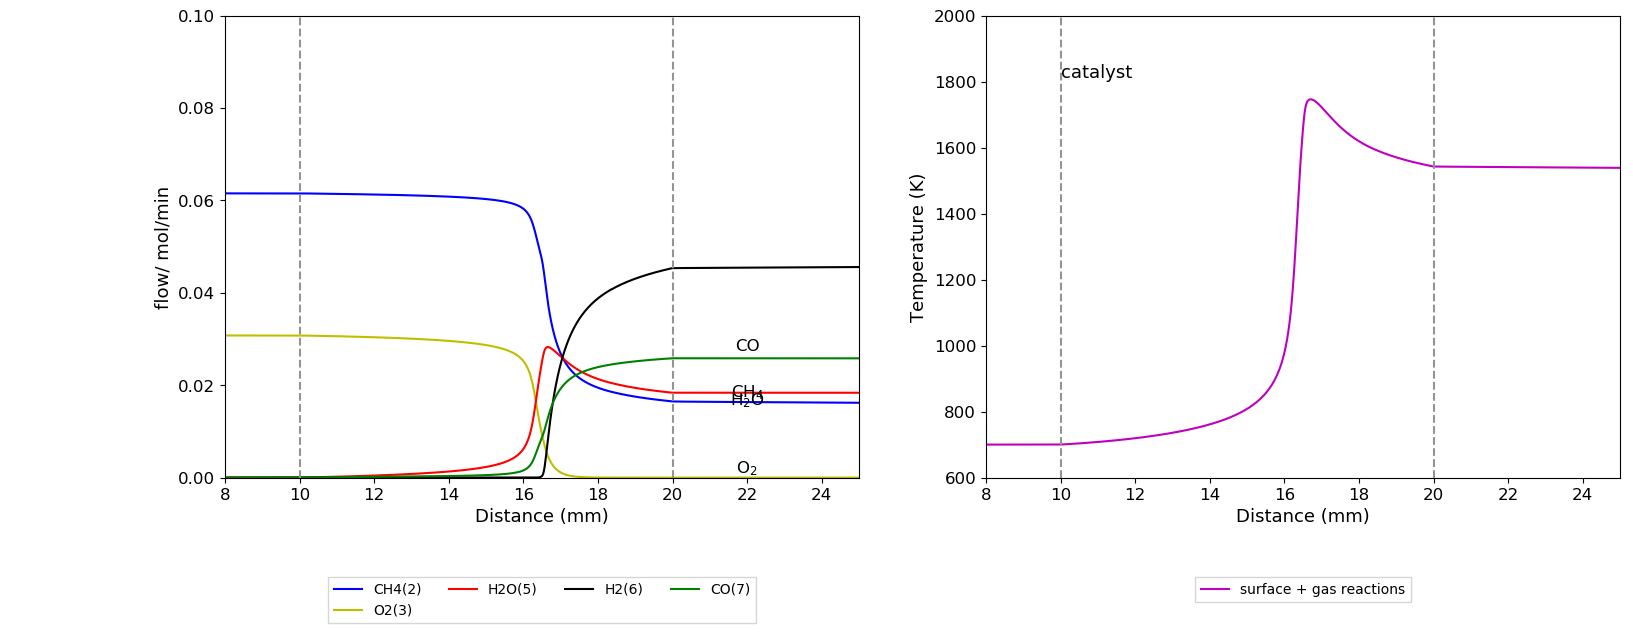 0.10
0.08
0.06
0.04
0.02
0.00
flow/ mol/min
CO
CH₄
H₂O
O₂
8 10 12 14 16 18 20 22 24
Distance (mm)
CH4(2) H2O(5) H2(6) CO(7)
O2(3)
2000
1800
1600
1400
1200
1000
800
600
Temperature (K)
catalyst
8 10 12 14 16 18 20 22 24
Distance (mm)
surface + gas reactions